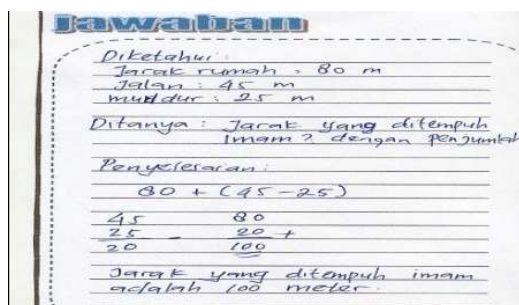 Jawaban
Diketahui :
Jarak rumah : 80 m
Jalan : 45 m
mundur : 25 m
Ditanya : Jarak yang ditempuh
Imam ? dengan penjumlah
Penyelesaian :
80 + (45 - 25)
45 80
25 - 20 +
20 100
Jarak yang ditempuh imam
adalah 100 meter.